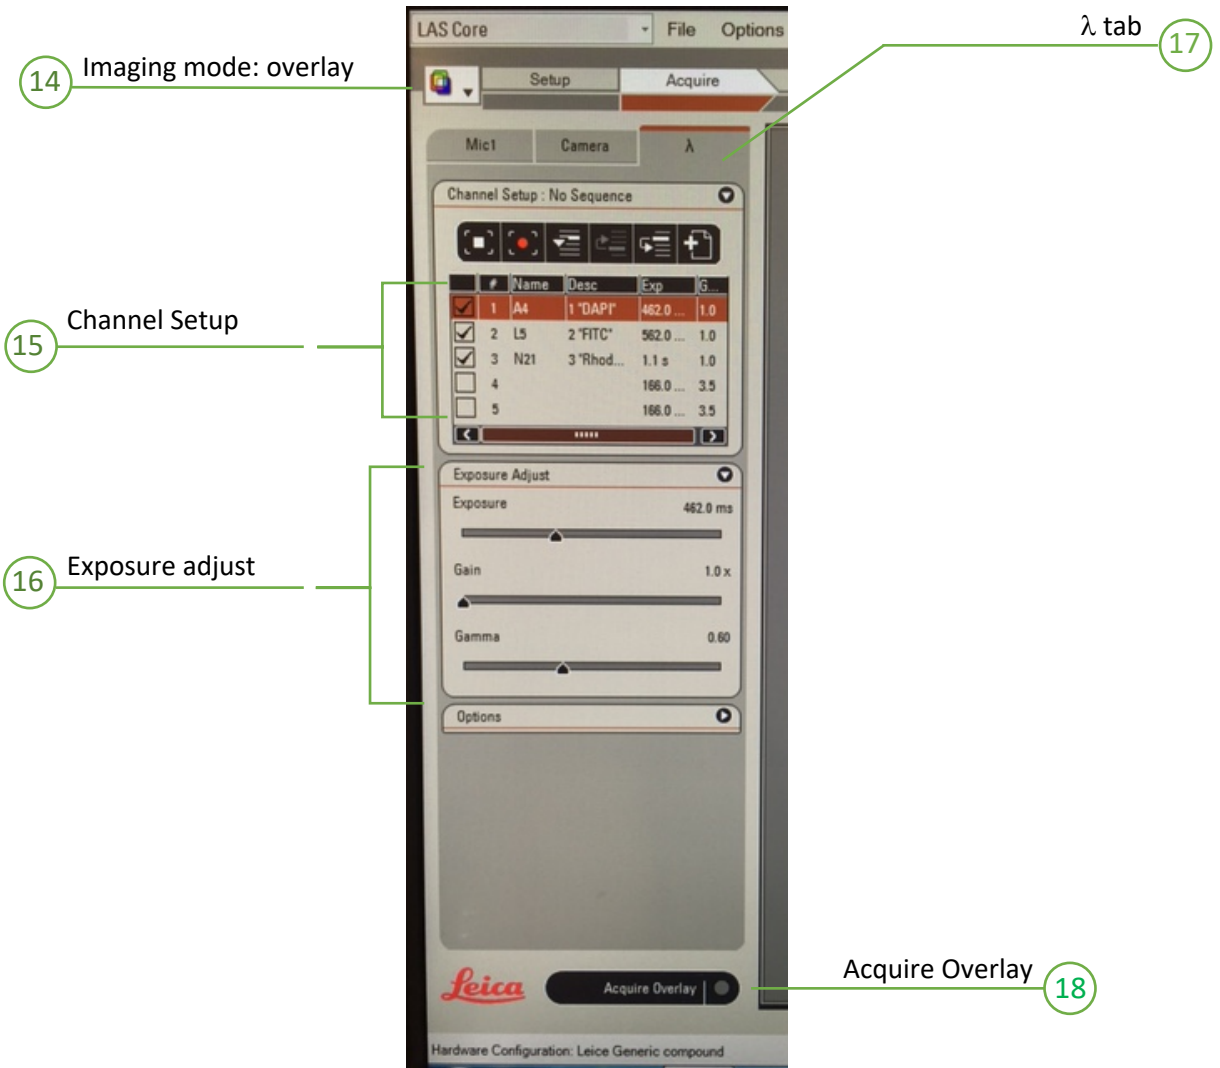 LAS Core File Options
λ tab 17
14 Imaging mode: overlay
Setup Acquire
Mic1 Camera λ
Channel Setup : No Sequence
# Name Desc Exp G...
1 A4 1 "DAPI" 462.0 ... 1.0
15 Channel Setup
2 L5 2 "FITC" 562.0 ... 1.0
3 N21 3 "Rhod... 1.1 s 1.0
4 166.0 ... 3.5
5 166.0 ... 3.5
Exposure Adjust
Exposure 462.0 ms
16 Exposure adjust
Gain 1.0 x
Gamma 0.60
Options
Leica
Acquire Overlay
Acquire Overlay 18
Hardware Configuration: Leice Generic compound